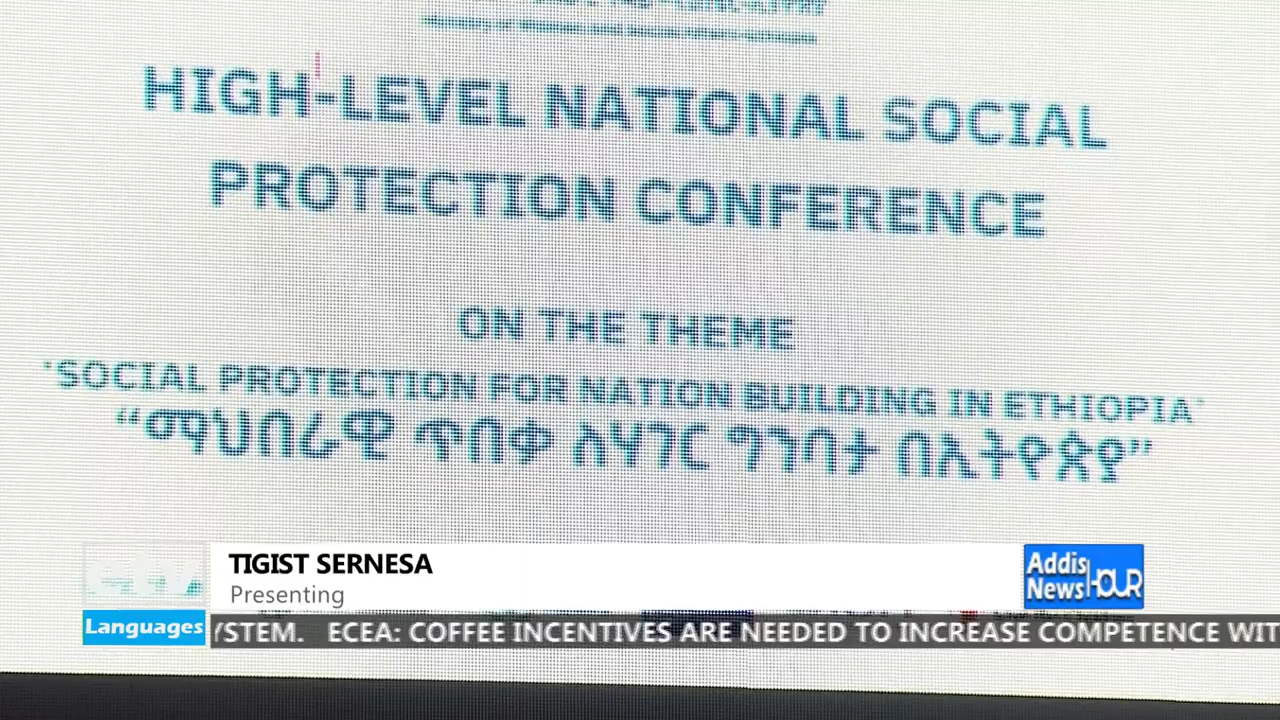 HIGH-LEVEL NATIONAL SOCIAL
PROTECTION CONFERENCE
ON THE THEME
"SOCIAL PROTECTION FOR NATION BUILDING IN ETHIOPIA"
“ማህበራዊ ጥበቃ ለሃገር ግንባታ በኢትዮጵያ”
TIGIST SERNESA
Presenting
Addis
News HOUR
Languages
YSTEM. ECEA: COFFEE INCENTIVES ARE NEEDED TO INCREASE COMPETENCE WIT